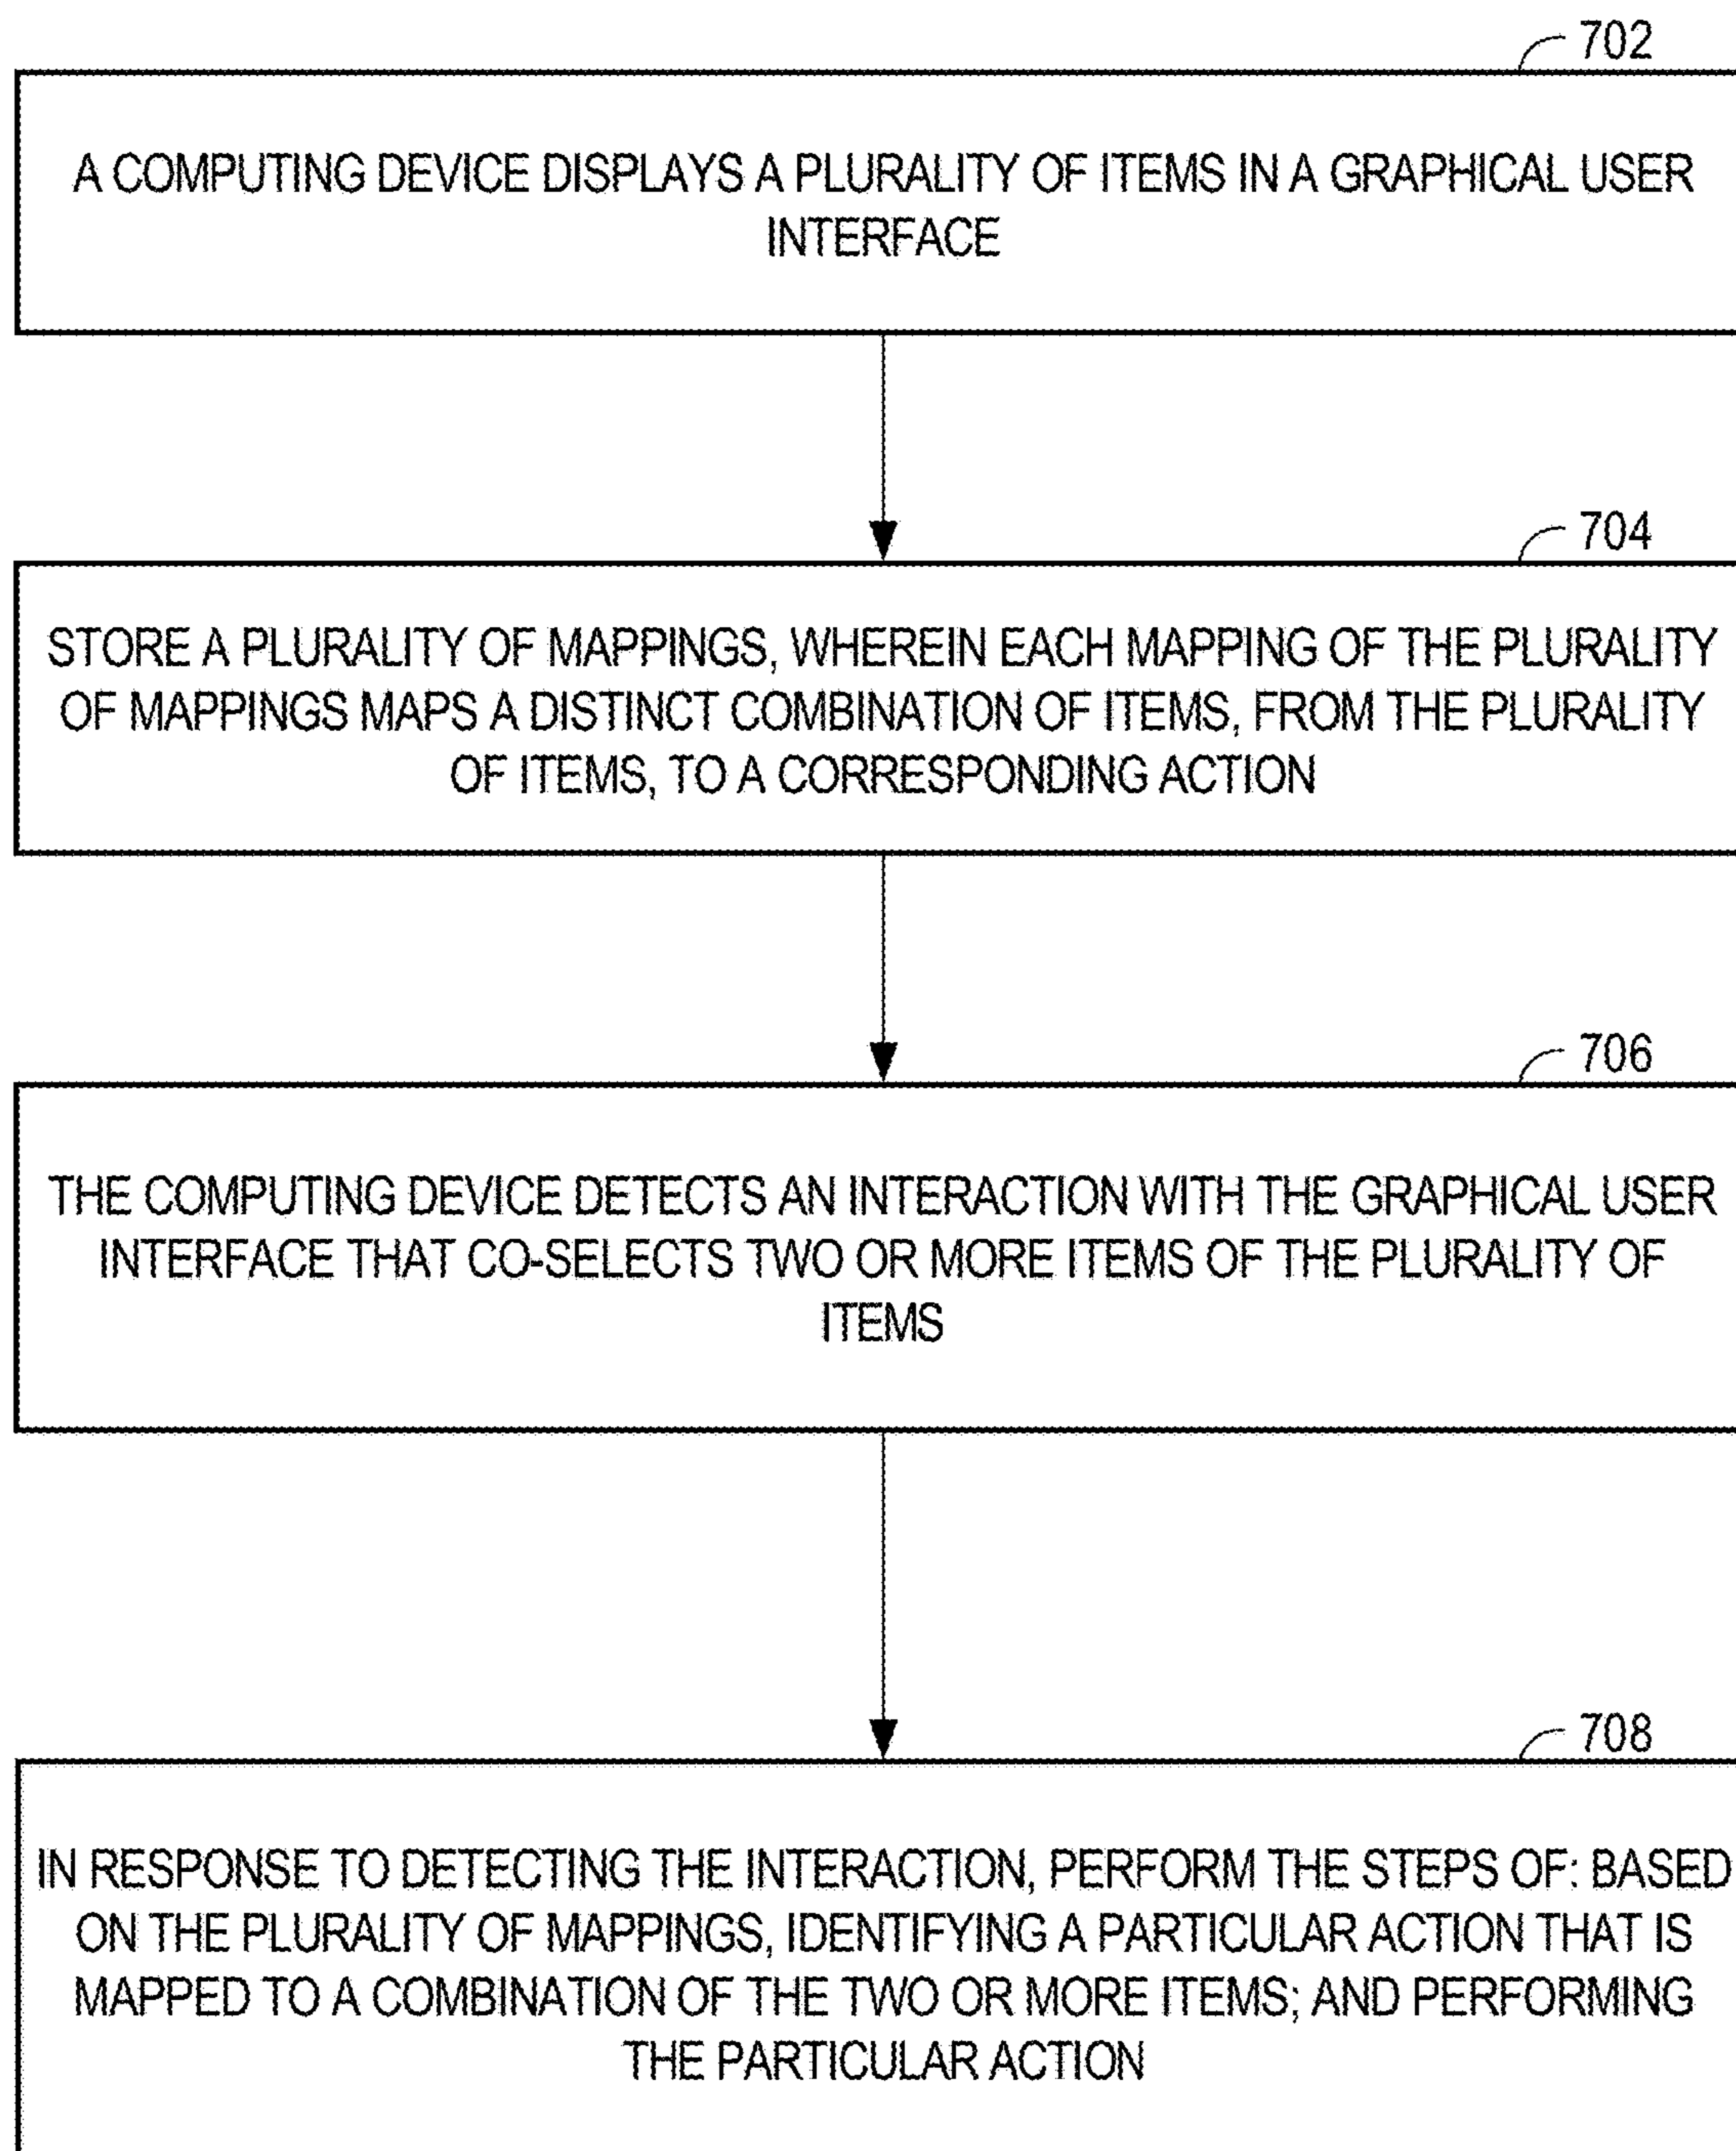 702
A COMPUTING DEVICE DISPLAYS A PLURALITY OF ITEMS IN A GRAPHICAL USER
INTERFACE
704
STORE A PLURALITY OF MAPPINGS, WHEREIN EACH MAPPING OF THE PLURALITY
OF MAPPINGS MAPS A DISTINCT COMBINATION OF ITEMS, FROM THE PLURALITY
OF ITEMS, TO A CORRESPONDING ACTION
706
THE COMPUTING DEVICE DETECTS AN INTERACTION WITH THE GRAPHICAL USER
INTERFACE THAT CO-SELECTS TWO OR MORE ITEMS OF THE PLURALITY OF
ITEMS
708
IN RESPONSE TO DETECTING THE INTERACTION, PERFORM THE STEPS OF: BASED
ON THE PLURALITY OF MAPPINGS, IDENTIFYING A PARTICULAR ACTION THAT IS
MAPPED TO A COMBINATION OF THE TWO OR MORE ITEMS; AND PERFORMING
THE PARTICULAR ACTION